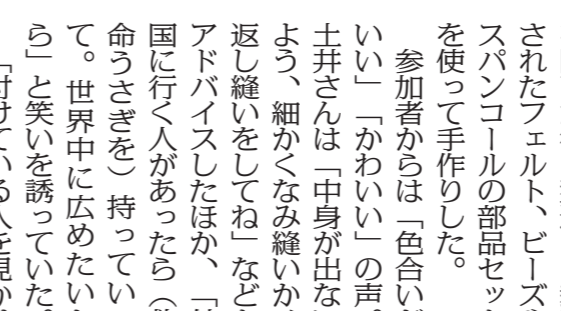 されたフェルト、ビーズ
スパンコールの部品セッ
を使って手作りした。
参加者からは「色合いが
いい」「かわいい」の声。
土井さんは「中身が出な
よう、細かくなみ縫いか
返し縫いをしてね」など
アドバイスしたほか、「
国に行く人があったら（
命うさぎを）持ってい
て。世界中に広めたい
ら」と笑いを誘っていた。